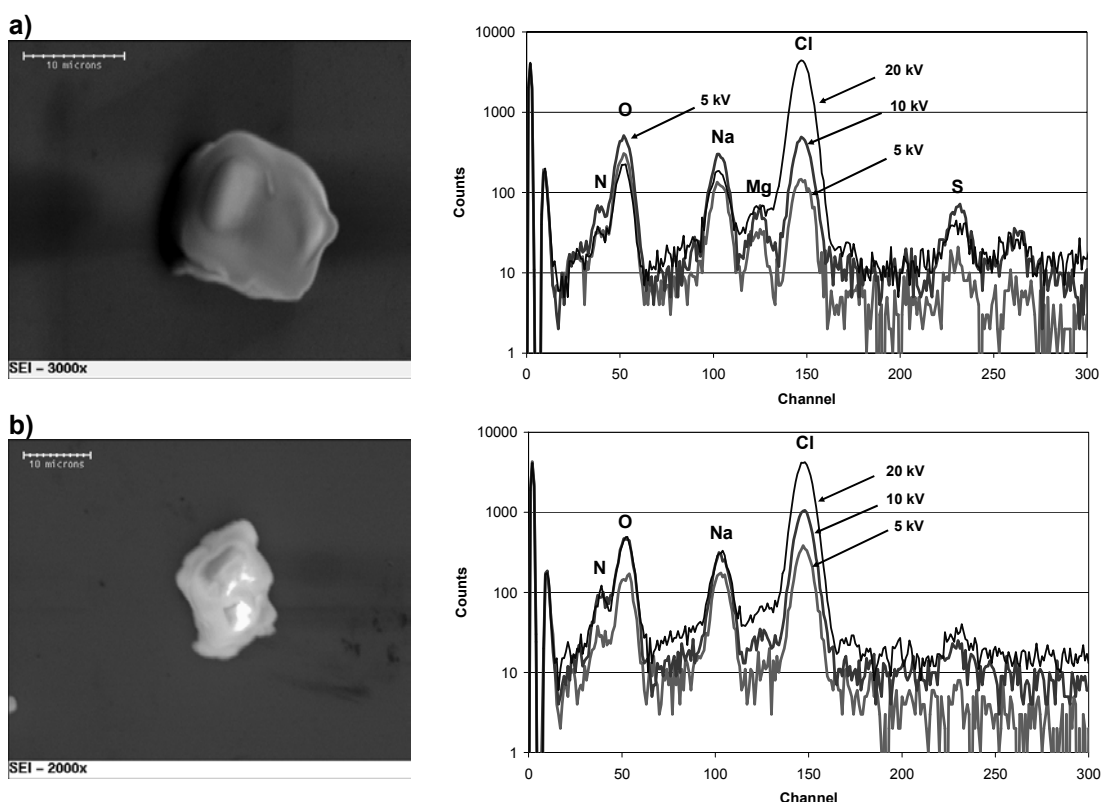 a)
10 microns
SEI – 3000x
10000
1000
100
10
1
Counts
0 50 100 150 200 250 300
Channel
N
O
5 kV
Na
Mg
Cl
20 kV
10 kV
5 kV
S
b)
10 microns
SEI – 2000x
10000
1000
100
10
1
Counts
0 50 100 150 200 250 300
Channel
N
O
Na
Cl
20 kV
10 kV
5 kV